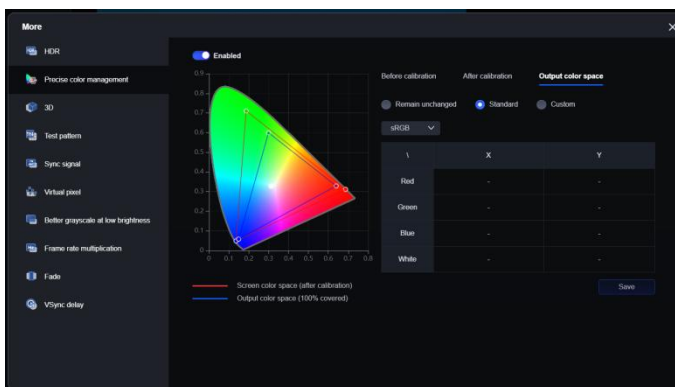 More
HDR
Precise color management
3D
Test pattern
Sync signal
Virtual pixel
Better grayscale at low brightness
Frame rate multiplication
Fade
VSync delay
Enabled
0.9
0.8
0.7
0.6
0.5
0.4
0.3
0.2
0.1
0
0 0.1 0.2 0.3 0.4 0.5 0.6 0.7 0.8
Screen color space (after calibration)
Output color space (100% covered)
Before calibration After calibration Output color space
Remain unchanged Standard Custom
sRGB
\ X Y
Red - -
Green - -
Blue - -
White - -
Save